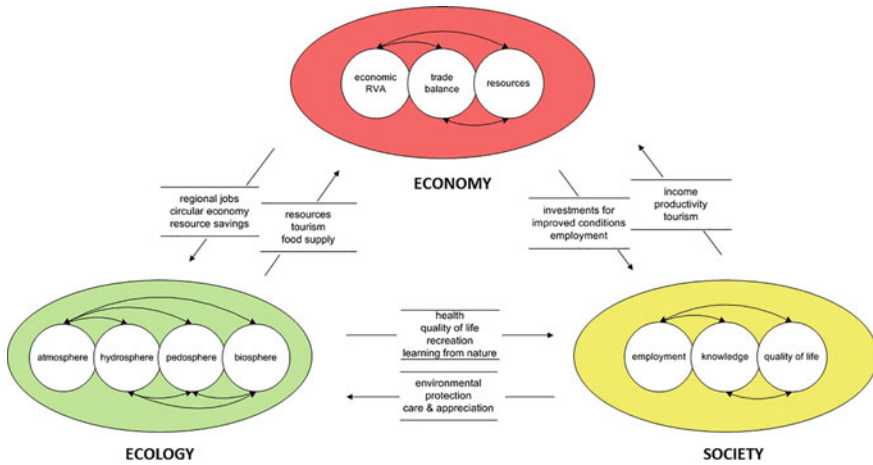 economic
RVA
trade
balance
resources
ECONOMY
regional jobs
circular economy
resource savings
resources
tourism
food supply
investments for
improved conditions
employment
income
productivity
tourism
atmosphere
hydrosphere
pedosphere
biosphere
ECOLOGY
health
quality of life
recreation
learning from nature
environmental
protection
care & appreciation
employment
knowledge
quality of life
SOCIETY